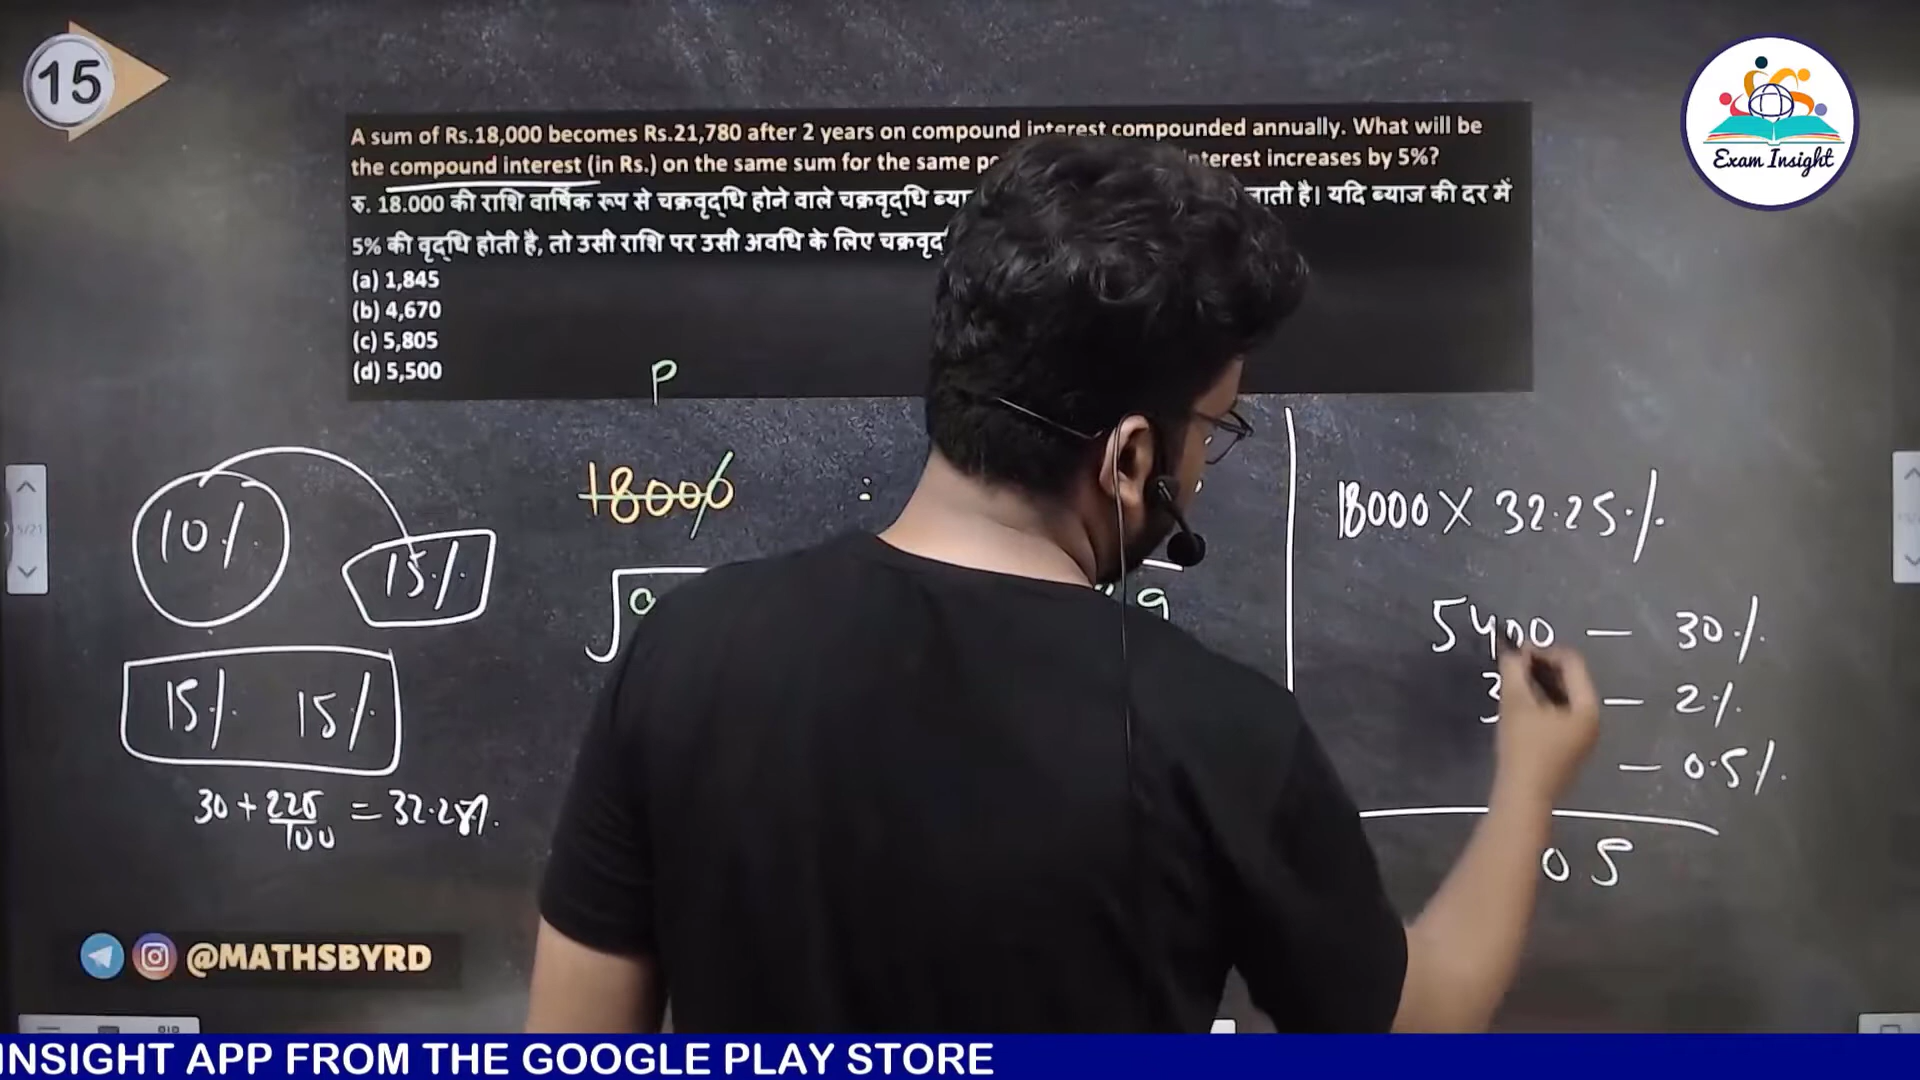 15
Exam Insight
A sum of Rs.18,000 becomes Rs.21,780 after 2 years on compound interest compounded annually. What will be
the compound interest (in Rs.) on the same sum for the same interest increases by 5%?
रु. 18.000 की राशि वार्षिक रूप से चक्रवृद्धि होने वाले चक्रवृद्धि है। यदि ब्याज की दर में
5% की वृद्धि होती है, तो उसी राशि पर उसी अवधि के लिए
(a) 1,845
(b) 4,670
(c) 5,805
(d) 5,500
P
18000 :
10%
15%
15% 15%
30 + 225/100 = 32.25%.
18000 X 32.25%
5400 — 30%
— 2%
— 0.5%
05
@MATHSBYRD
INSIGHT APP FROM THE GOOGLE PLAY STORE